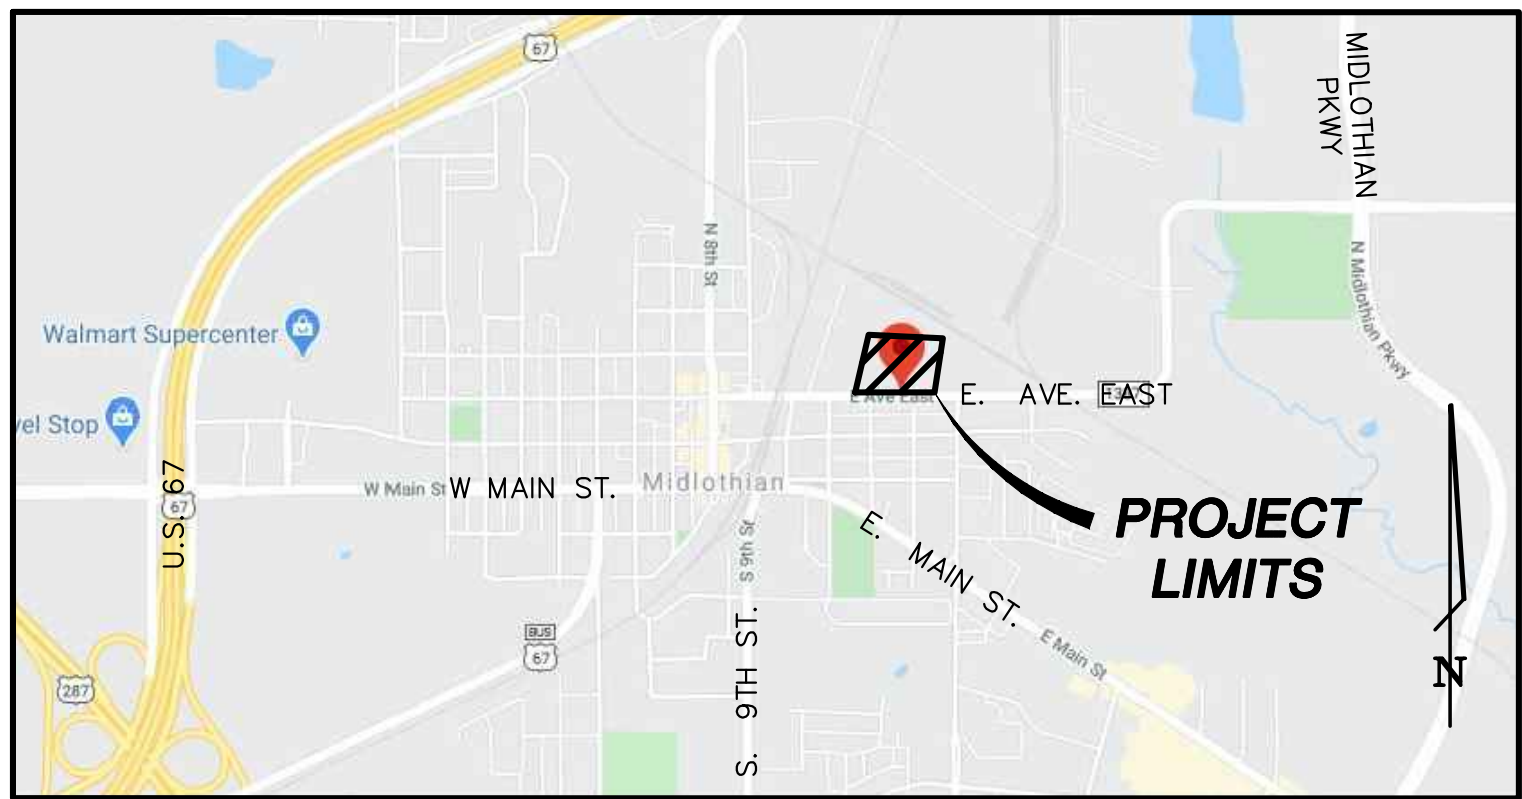 67
MIDLOTHIAN
PKWY
N 8th St
N Midlothian Pkwy
Walmart Supercenter
vel Stop
E Ave East
E. AVE. EAST
W Main St
W MAIN ST.
Midlothian
67
U.S. 67
PROJECT
LIMITS
E. MAIN ST.
S 9th St
S. 9TH ST.
BUS
67
E Main St
287
N